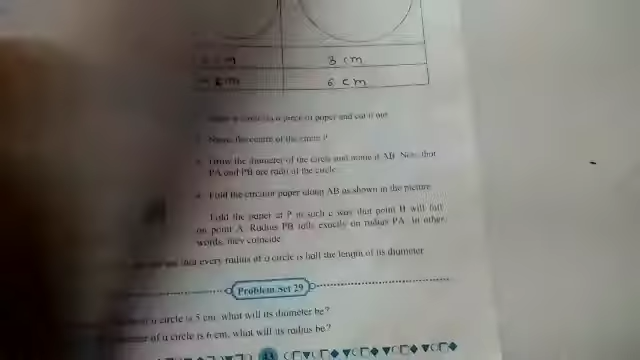 cm 3 cm
cm 6 cm
piece of paper and cut it out
Name the centre of the circle P
Draw the diameter of the circle and name it AB. Note that
PA and PB are radii of the circle.
4. Fold the circular paper along AB as shown in the picture
Fold the paper at P in such a way that point B will fall
on point A. Radius PB falls exactly on radius PA. In other
words, they coincide
that every radius of a circle is half the length of its diameter
Problem Set 29
a circle is 5 cm, what will its diameter be?
of a circle is 6 cm, what will its radius be?
43